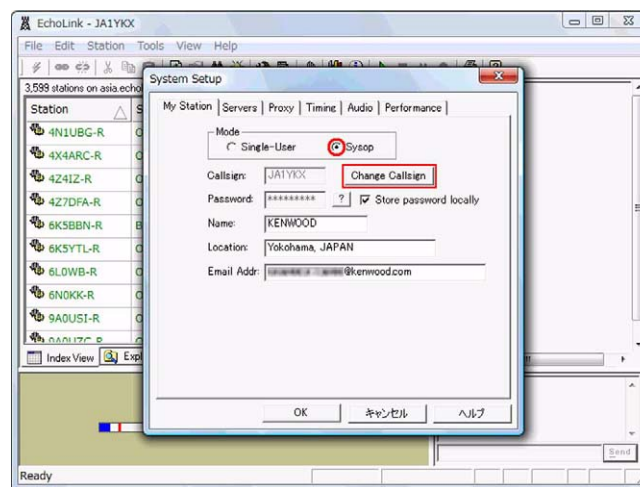 EchoLink - JA1YKX
File Edit Station Tools View Help
3,599 stations on asia.echo
System Setup
My Station Servers Proxy Timing Audio Performance
Mode
Single-User Sysop
Callsign: JA1YKX Change Callsign
Password: ********* ? Store password locally
Name: KENWOOD
Location: Yokohama, JAPAN
Email Addr: @kenwood.com
OK キャンセル ヘルプ
Station
4N1UBG-R
4X4ARC-R
4Z4IZ-R
4Z7DFA-R
6K5BBN-R B
6K5YTL-R
6L0WB-R
6N0KK-R
9A0USI-R
9A0UZC-R
Index View Expl
Send
Ready